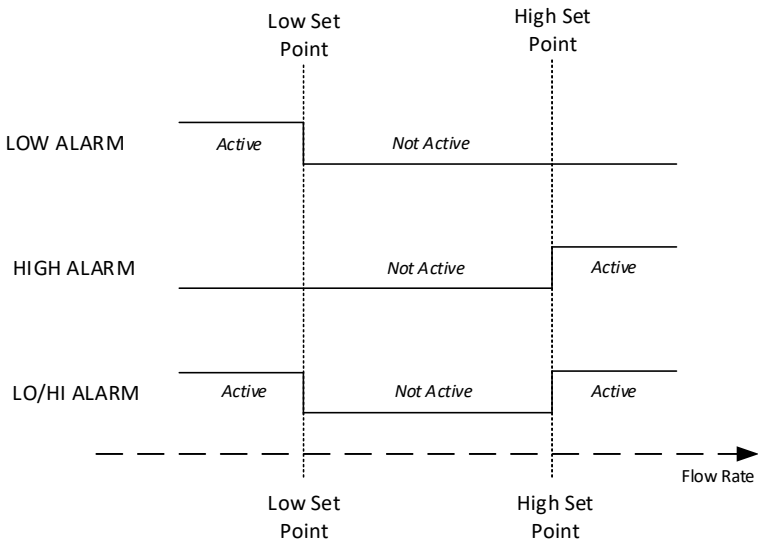 Low Set
Point
High Set
Point
LOW ALARM
Active
Not Active
HIGH ALARM
Not Active
Active
LO/HI ALARM
Active
Not Active
Active
Flow Rate
Low Set
Point
High Set
Point